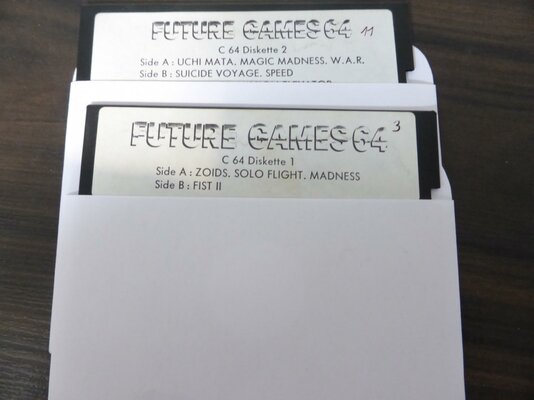 FUTURE GAMES 64 11
C 64 Diskette 2
Side A : UCHI MATA, MAGIC MADNESS, W.A.R.
Side B : SUICIDE VOYAGE, SPEED
FUTURE GAMES 64 3
C 64 Diskette 1
Side A : ZOIDS, SOLO FLIGHT, MADNESS
Side B : FIST II